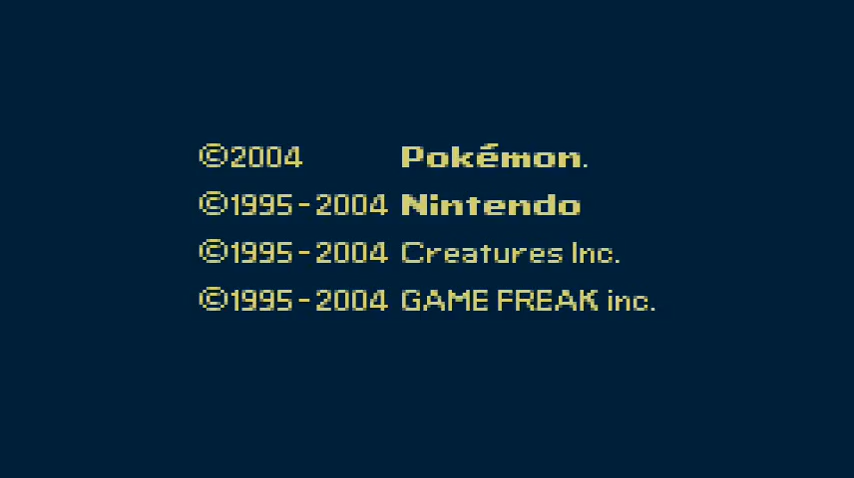 ©2004 Pokémon.
©1995-2004 Nintendo
©1995-2004 Creatures Inc.
©1995-2004 GAME FREAK inc.